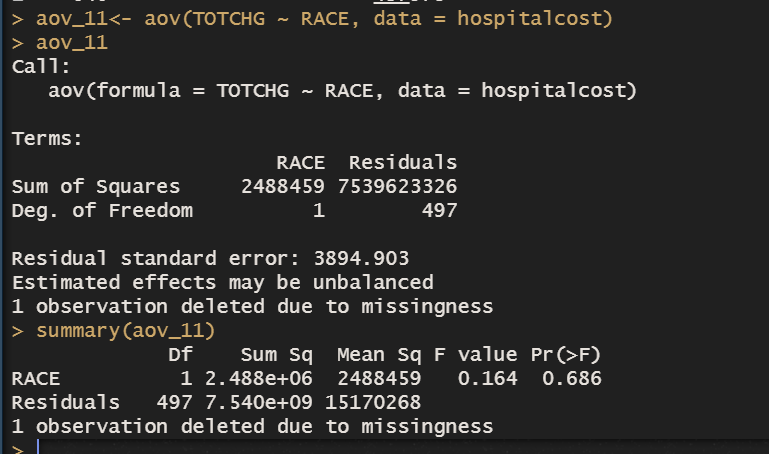 > aov_11<- aov(TOTCHG ~ RACE, data = hospitalcost)
> aov_11
Call:
   aov(formula = TOTCHG ~ RACE, data = hospitalcost)

Terms:
                      RACE  Residuals
Sum of Squares     2488459 7539623326
Deg. of Freedom          1        497

Residual standard error: 3894.903
Estimated effects may be unbalanced
1 observation deleted due to missingness
> summary(aov_11)
             Df    Sum Sq  Mean Sq F value Pr(>F)
RACE          1 2.488e+06  2488459   0.164  0.686
Residuals   497 7.540e+09 15170268
1 observation deleted due to missingness
>